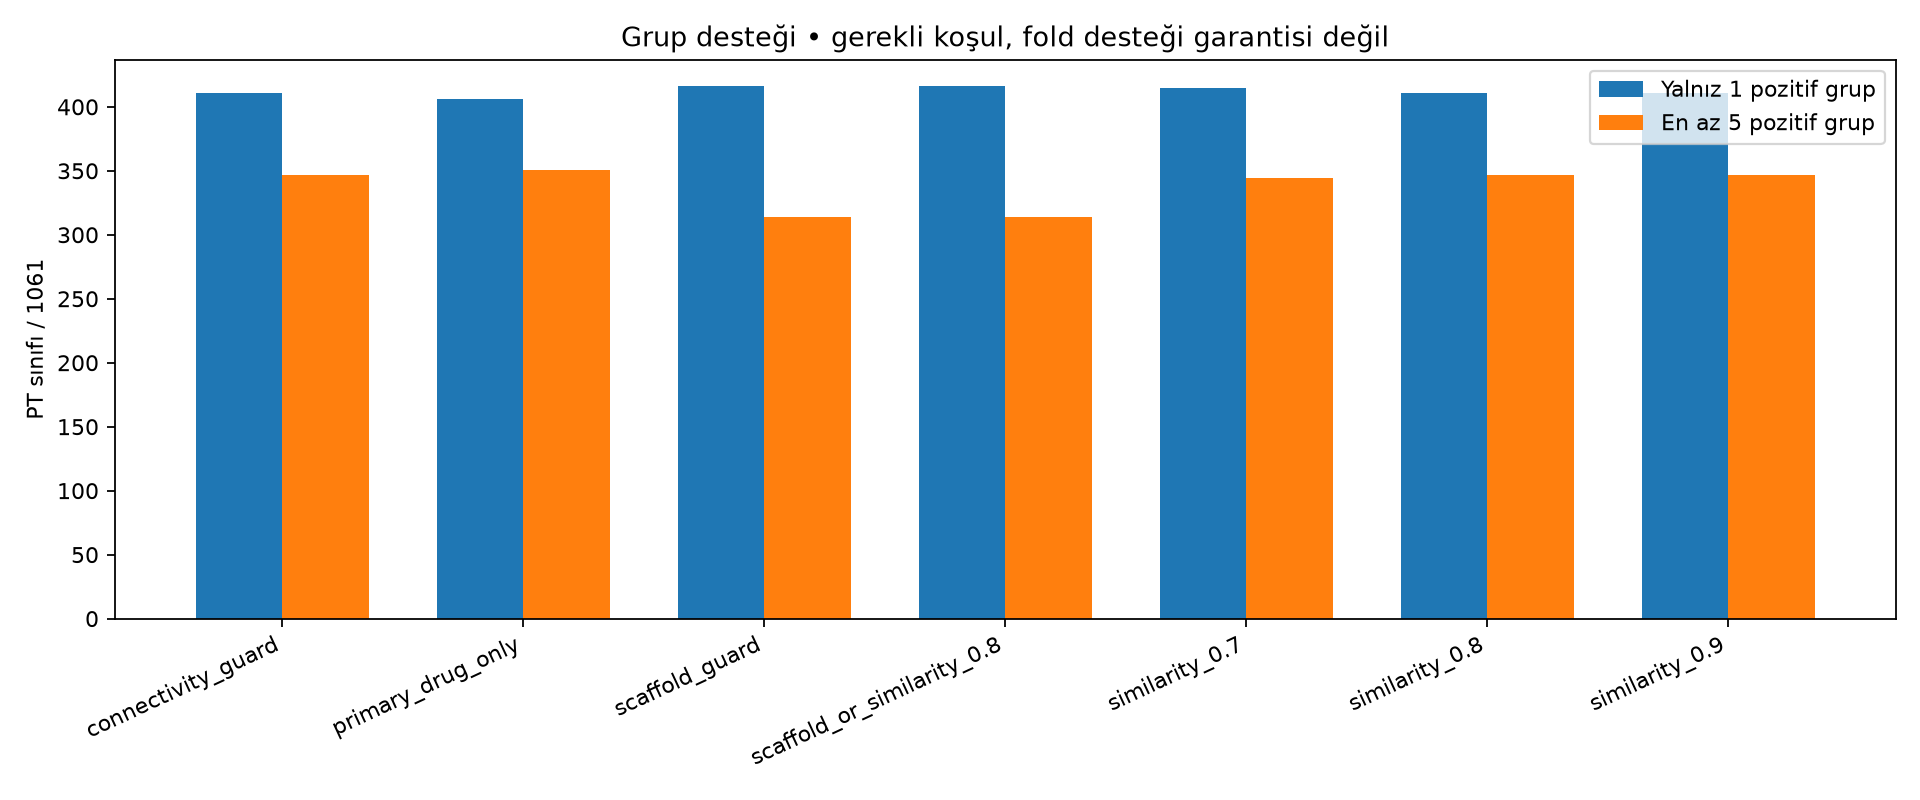 Grup desteği • gerekli koşul, fold desteği garantisi değil
Yalnız 1 pozitif grup
En az 5 pozitif grup
PT sınıfı / 1061
400
350
300
250
200
150
100
50
0
connectivity_guard
primary_drug_only
scaffold_guard
scaffold_or_similarity_0.8
similarity_0.7
similarity_0.8
similarity_0.9